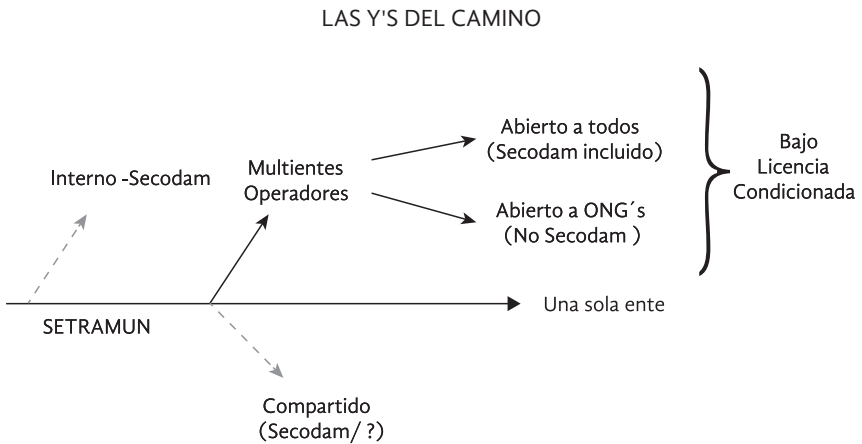 LAS Y'S DEL CAMINO
Interno -Secodam
Multientes
Operadores
Abierto a todos
(Secodam incluido)
Abierto a ONG´s
(No Secodam )
Bajo
Licencia
Condicionada
Una sola ente
SETRAMUN
Compartido
(Secodam/ ?)